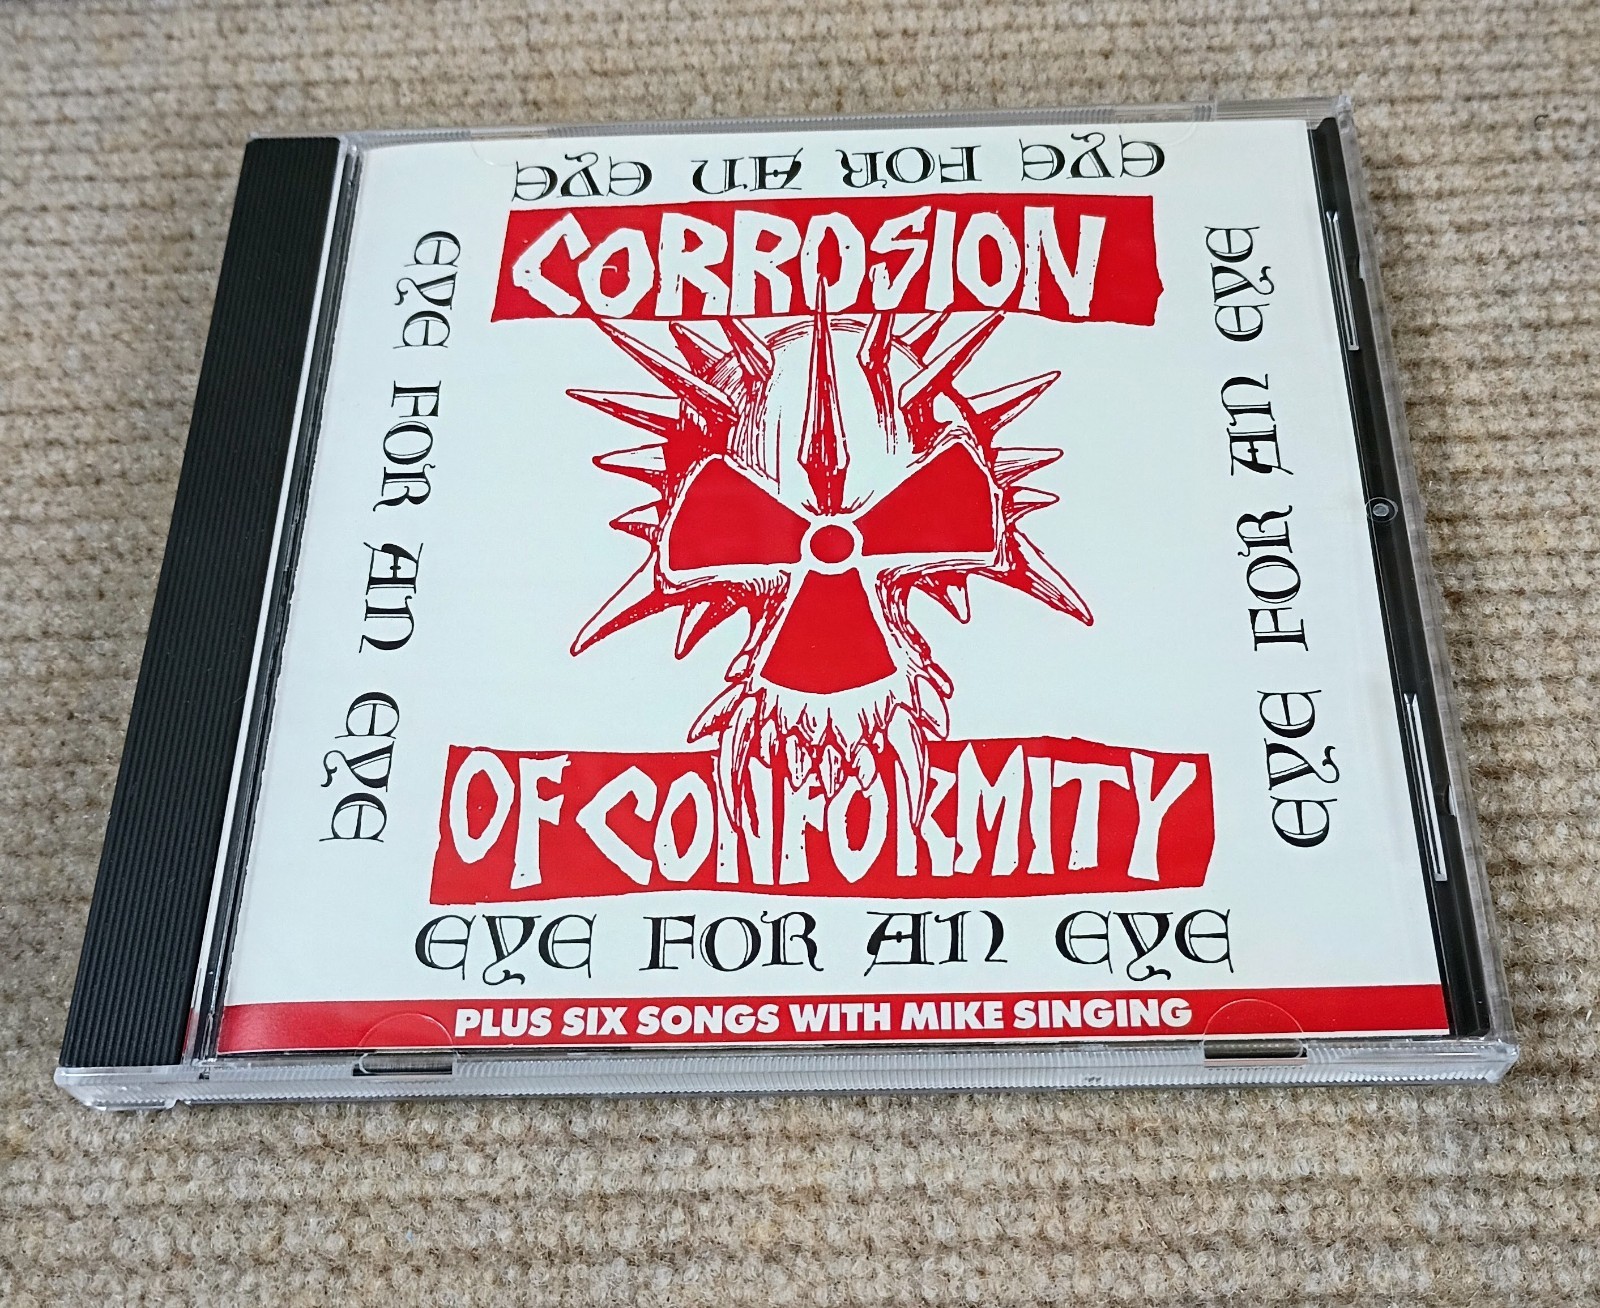 EYE FOR AN EYE
CORROSION
EYE FOR AN EYE
EYE FOR AN EYE
OF CONFORMITY
EYE FOR AN EYE
PLUS SIX SONGS WITH MIKE SINGING